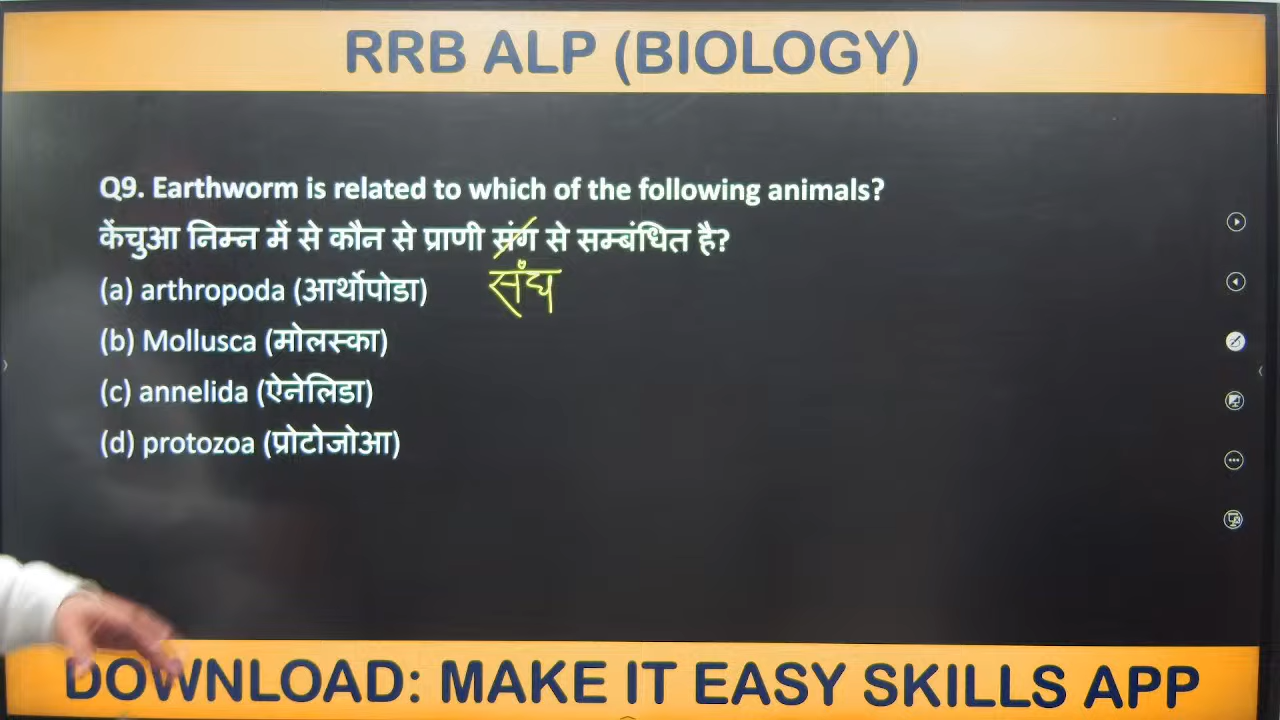 RRB ALP (BIOLOGY)
Q9. Earthworm is related to which of the following animals?
केंचुआ निम्न में से कौन से प्राणी संग से सम्बंधित है?
संघ
(a) arthropoda (आर्थोपोडा)
(b) Mollusca (मोलस्का)
(c) annelida (ऐनेलिडा)
(d) protozoa (प्रोटोजोआ)
DOWNLOAD: MAKE IT EASY SKILLS APP